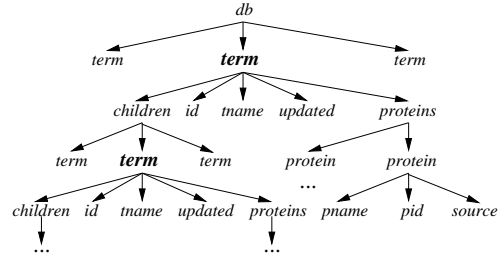 db
term term term
children id tname updated proteins
term term term protein protein
...
children id tname updated proteins pname pid source
... ...